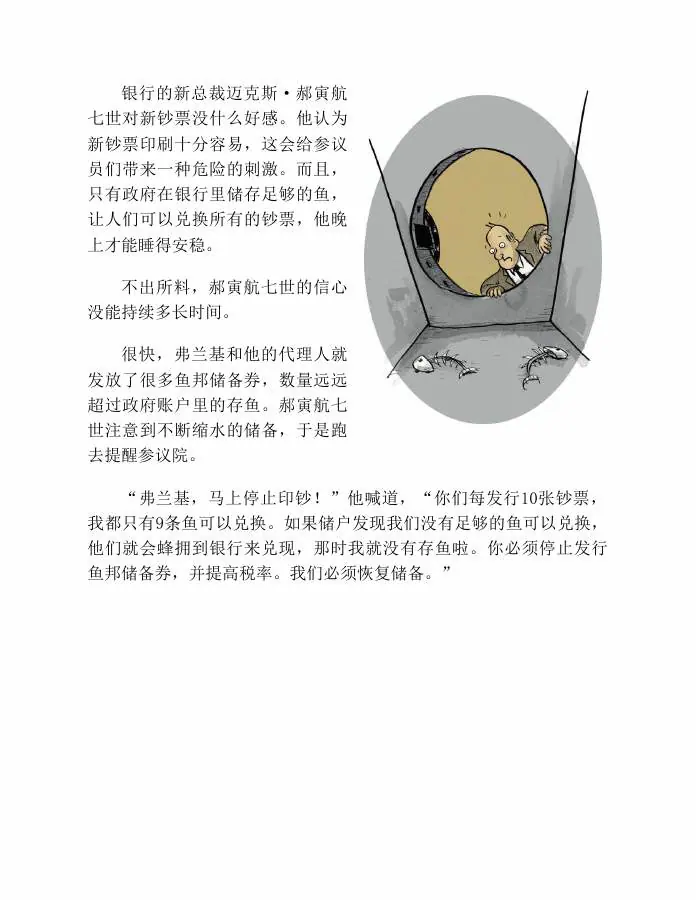 银行的新总裁迈克斯·郝寅航
七世对新钞票没什么好感。他认为
新钞票印刷十分容易，这会给参议
员们带来一种危险的刺激。而且，
只有政府在银行里储存足够的鱼，
让人们可以兑换所有的钞票，他晚
上才能睡得安稳。
不出所料，郝寅航七世的信心
没能持续多长时间。
很快，弗兰基和他的代理人就
发放了很多鱼邦储备券，数量远远
超过政府账户里的存鱼。郝寅航七
世注意到不断缩水的储备，于是跑
去提醒参议院。
“弗兰基，马上停止印钞！”他喊道，“你们每发行10张钞票，
我都只有9条鱼可以兑换。如果储户发现我们没有足够的鱼可以兑换，
他们就会蜂拥到银行来兑现，那时我就没有存鱼啦。你必须停止发行
鱼邦储备券，并提高税率。我们必须恢复储备。”